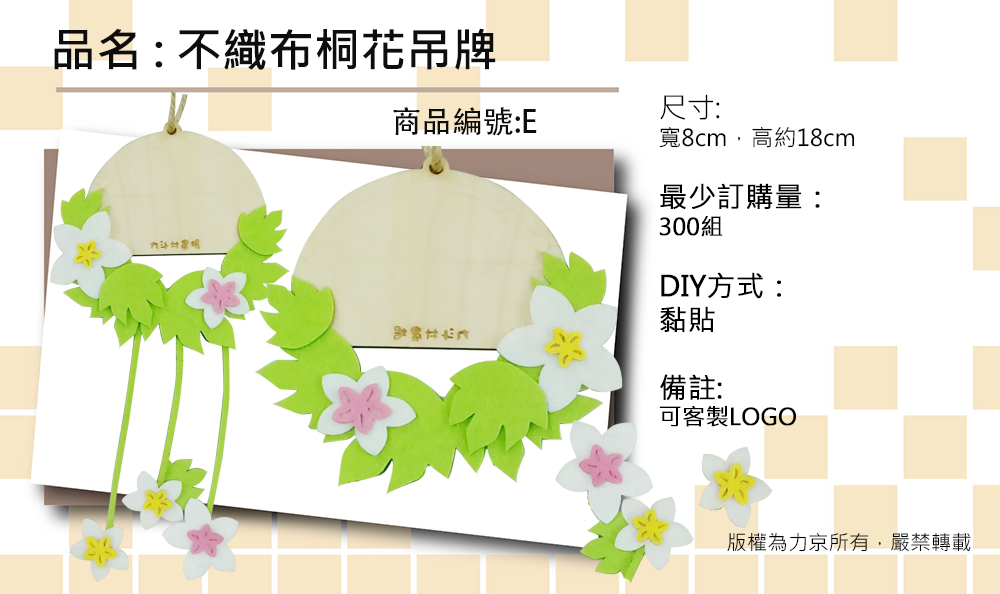 品名 : 不織布桐花吊牌
商品編號:E
尺寸:
寬8cm，高約18cm
最少訂購量：
300組
DIY方式：
黏貼
備註:
可客製LOGO
版權為力京所有，嚴禁轉載